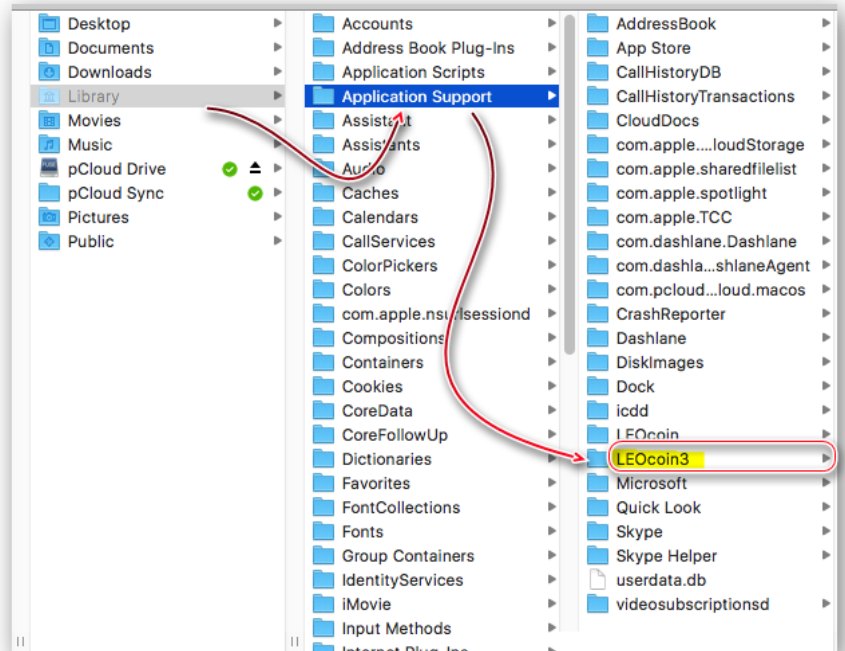 Desktop
Documents
Downloads
Library
Movies
Music
pCloud Drive
pCloud Sync
Pictures
Public
Accounts
Address Book Plug-Ins
Application Scripts
Application Support
Assistant
Assistants
Audio
Caches
Calendars
CallServices
ColorPickers
Colors
com.apple.nsurlsessiond
Compositions
Containers
Cookies
CoreData
CoreFollowUp
Dictionaries
Favorites
FontCollections
Fonts
Group Containers
IdentityServices
iMovie
Input Methods
Internet Plug-Ins
AddressBook
App Store
CallHistoryDB
CallHistoryTransactions
CloudDocs
com.apple....loudStorage
com.apple.sharedfilelist
com.apple.spotlight
com.apple.TCC
com.dashlane.Dashlane
com.dashla...shlaneAgent
com.pcloud...loud.macos
CrashReporter
Dashlane
DiskImages
Dock
icdd
LEOcoin
LEOcoin3
Microsoft
Quick Look
Skype
Skype Helper
userdata.db
videosubscriptionsd